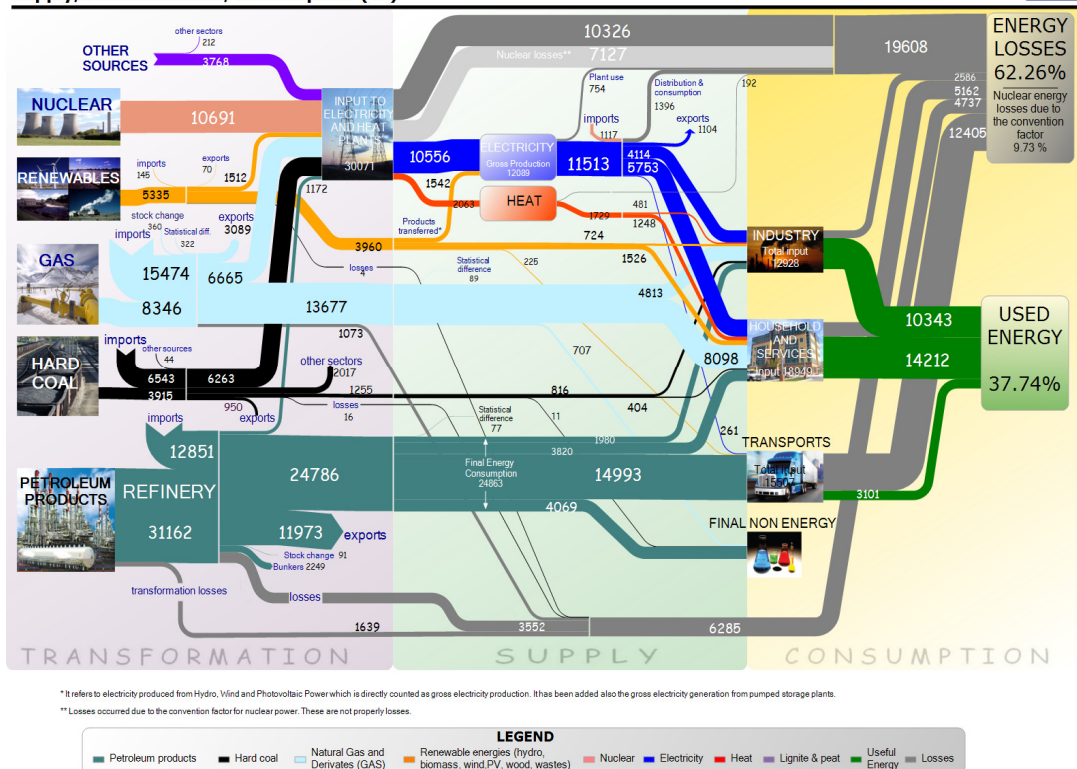 other sectors
212
OTHER
SOURCES
3768
10326
Nuclear losses**
7127
19608
ENERGY
LOSSES
62.26%
Nuclear energy
losses due to
the convention
factor
9.73 %
2586
5162
4737
12405
NUCLEAR
10691
INPUT TO
ELECTRICITY
AND HEAT
PLANTS
30071
Plant use
754
Distribution &
consumption
1396
192
imports
1117
exports
1104
10556
ELECTRICITY
Gross Production
12089
11513
4114
5753
imports
145
exports
70
1512
RENEWABLES
5335
1172
1542
2063
HEAT
1729
481
1248
stock change
360
Statistical diff.
322
exports
3089
imports
Products
transferred*
3960
724
1526
INDUSTRY
Total input
12928
GAS
15474
6665
8346
losses
4
Statistical
difference
89
225
13677
4813
1073
707
8098
HOUSEHOLD
AND
SERVICES
Input 18949
10343
14212
USED
ENERGY
37.74%
imports
other sources
44
HARD
COAL
6543
6263
3915
950
exports
other sectors
2017
1255
losses
16
816
404
11
Statistical
difference
77
261
imports
12851
1980
3820
TRANSPORTS
Total input
15507
3101
PETROLEUM
PRODUCTS
REFINERY
31162
24786
Final Energy
Consumption
24863
14993
4069
11973
exports
Stock change 91
Bunkers 2249
FINAL NON ENERGY
transformation losses
losses
1639
3552
6285
TRANSFORMATION
SUPPLY
CONSUMPTION
* It refers to electricity produced from Hydro, Wind and Photovoltaic Power which is directly counted as gross electricity production. It has been added also the gross electricity generation from pumped storage plants.
** Losses occurred due to the convention factor for nuclear power. These are not properly losses.
LEGEND
Petroleum products
Hard coal
Natural Gas and
Derivates (GAS)
Renewable energies (hydro,
biomass, wind,PV, wood, wastes)
Nuclear
Electricity
Heat
Lignite & peat
Useful
Energy
Losses